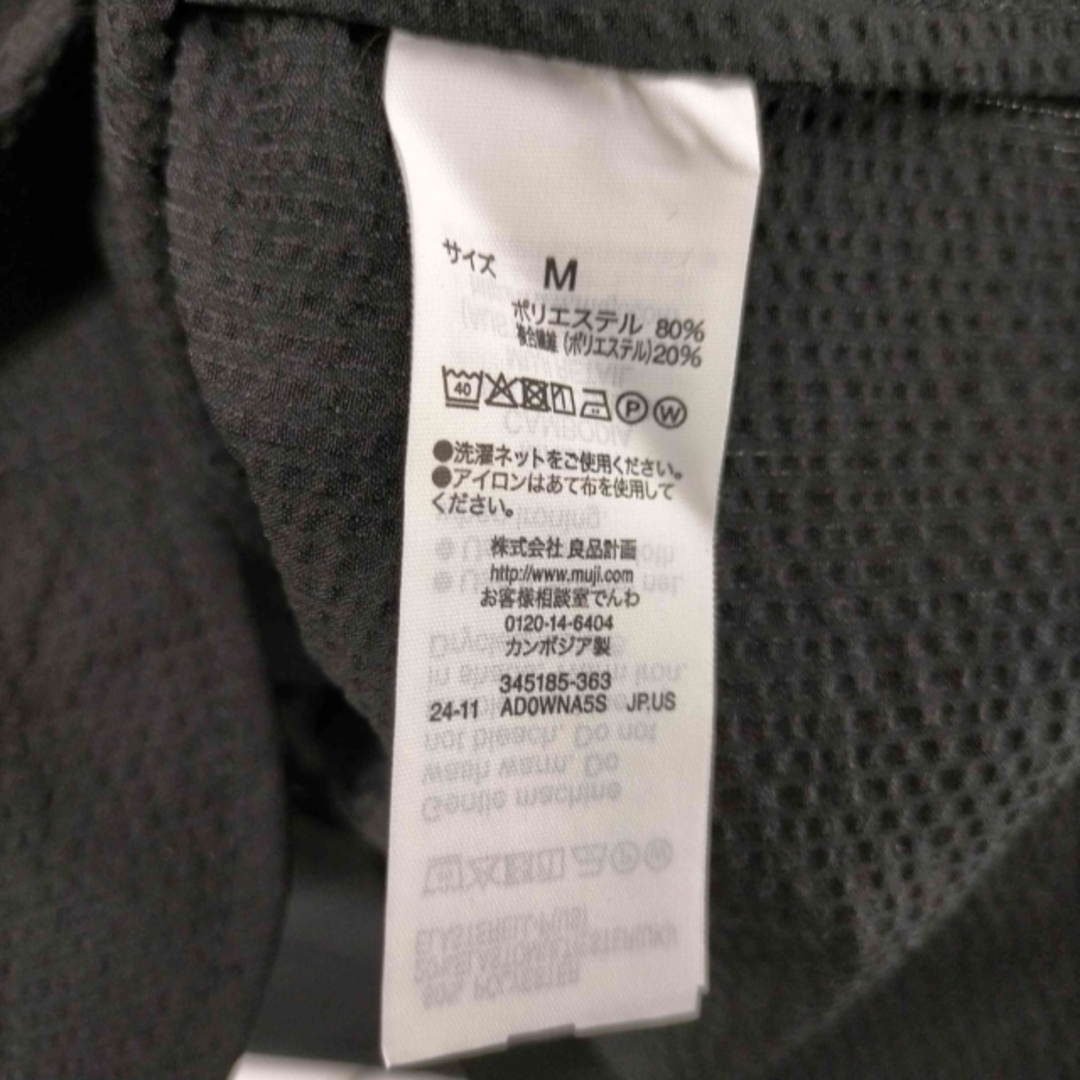 サイズ M
ポリエステル 80%
複合繊維 (ポリエステル)20%
40 P W
●洗濯ネットをご使用ください。
●アイロンはあて布を使用して
ください。
株式会社 良品計画
http://www.muji.com
お客様相談室でんわ
0120-14-6404
カンボジア製
345185-363
24-11 AD0WNA5S JP.US